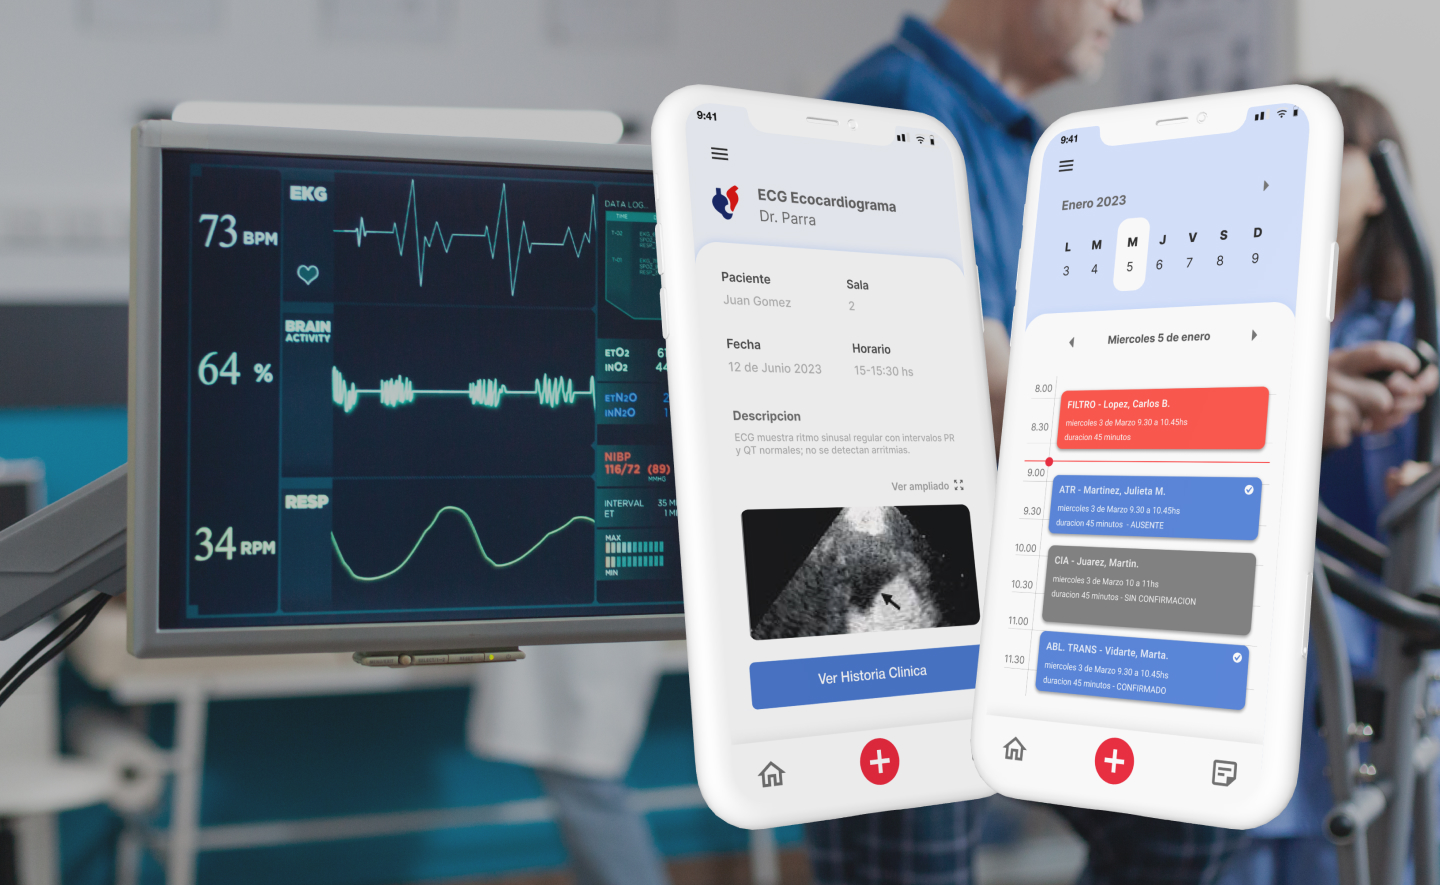 EKG
73 BPM
BRAIN
ACTIVITY
64 %
RESP
34 RPM
DATA LOG..
TIME
T-02
T-01
ETO2
INO2
ETN2O
INN2O
NIBP
116/72 (89)
MMHG
INTERVAL
ET
MAX
MIN
9:41
ECG Ecocardiograma
Dr. Parra
Paciente
Juan Gomez
Sala
2
Fecha
12 de Junio 2023
Horario
15-15:30 hs
Descripcion
ECG muestra ritmo sinusal regular con intervalos PR
y QT normales; no se detectan arritmias.
Ver ampliado
Ver Historia Clinica
9:41
Enero 2023
L M M J V S D
3 4 5 6 7 8 9
Miercoles 5 de enero
8.00
FILTRO - Lopez, Carlos B.
miercoles 3 de Marzo 9.30 a 10.45hs
duracion 45 minutos
8.30
9.00
ATR - Martinez, Julieta M.
miercoles 3 de Marzo 9.30 a 10.45hs
duracion 45 minutos - AUSENTE
9.30
10.00
CIA - Juarez, Martin.
miercoles 3 de Marzo 10 a 11hs
duracion 45 minutos - SIN CONFIRMACION
10.30
11.00
ABL. TRANS - Vidarte, Marta.
miercoles 3 de Marzo 9.30 a 10.45hs
duracion 45 minutos - CONFIRMADO
11.30